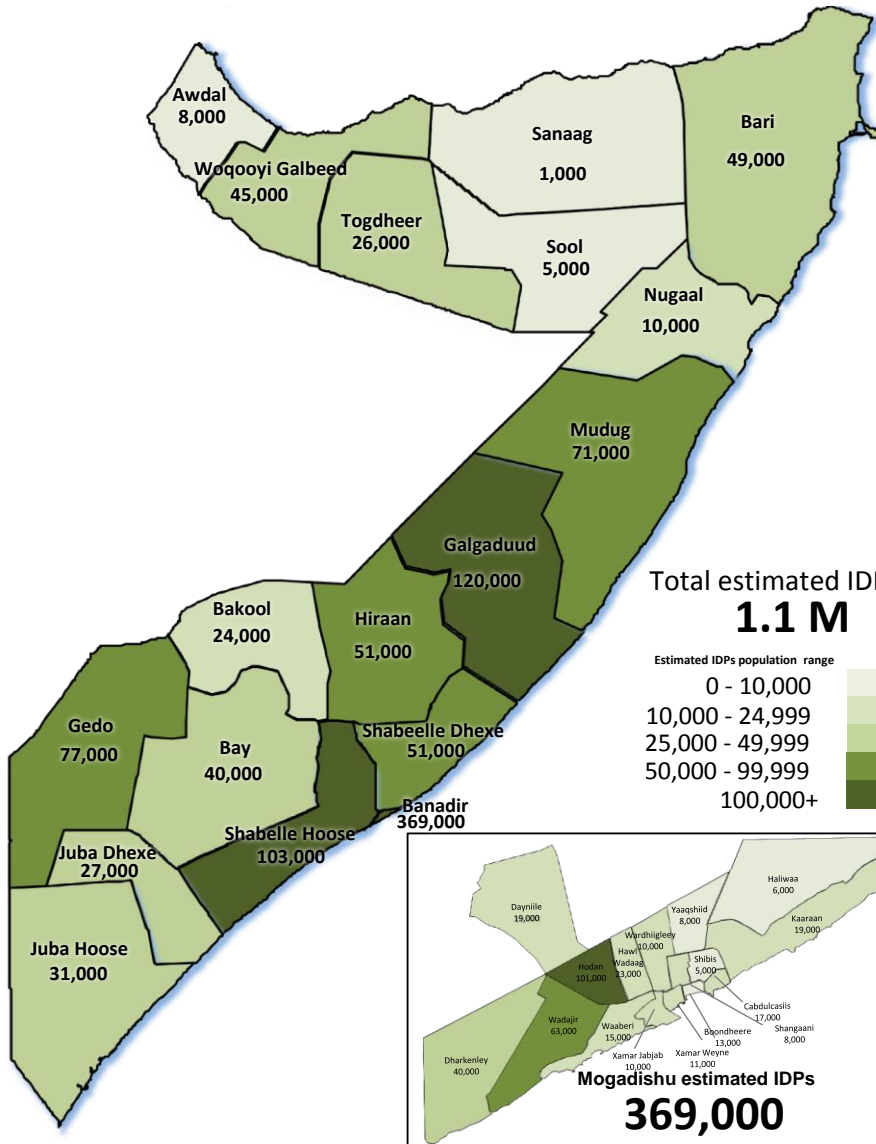 Awdal
8,000
Woqooyi Galbeed
45,000
Togdheer
26,000
Sanaag
1,000
Sool
5,000
Bari
49,000
Nugaal
10,000
Mudug
71,000
Galgaduud
120,000
Hiraan
51,000
Bakool
24,000
Gedo
77,000
Bay
40,000
Shabeelle Dhexe
51,000
Banadir
369,000
Shabelle Hoose
103,000
Juba Dhexe
27,000
Juba Hoose
31,000
Total estimated IDP
1.1 M
Estimated IDPs population range
0 - 10,000
10,000 - 24,999
25,000 - 49,999
50,000 - 99,999
100,000+
Dayniile
19,000
Haliwaa
6,000
Yaaqshiid
8,000
Kaaraan
19,000
Wardhiigleey
10,000
Hawl
Wadaag
23,000
Hodan
101,000
Shibis
5,000
Cabdulcasiis
17,000
Shangaani
8,000
Boondheere
13,000
Xamar Weyne
11,000
Xamar Jabjab
10,000
Waaberi
15,000
Wadajir
63,000
Dharkenley
40,000
Mogadishu estimated IDPs
369,000